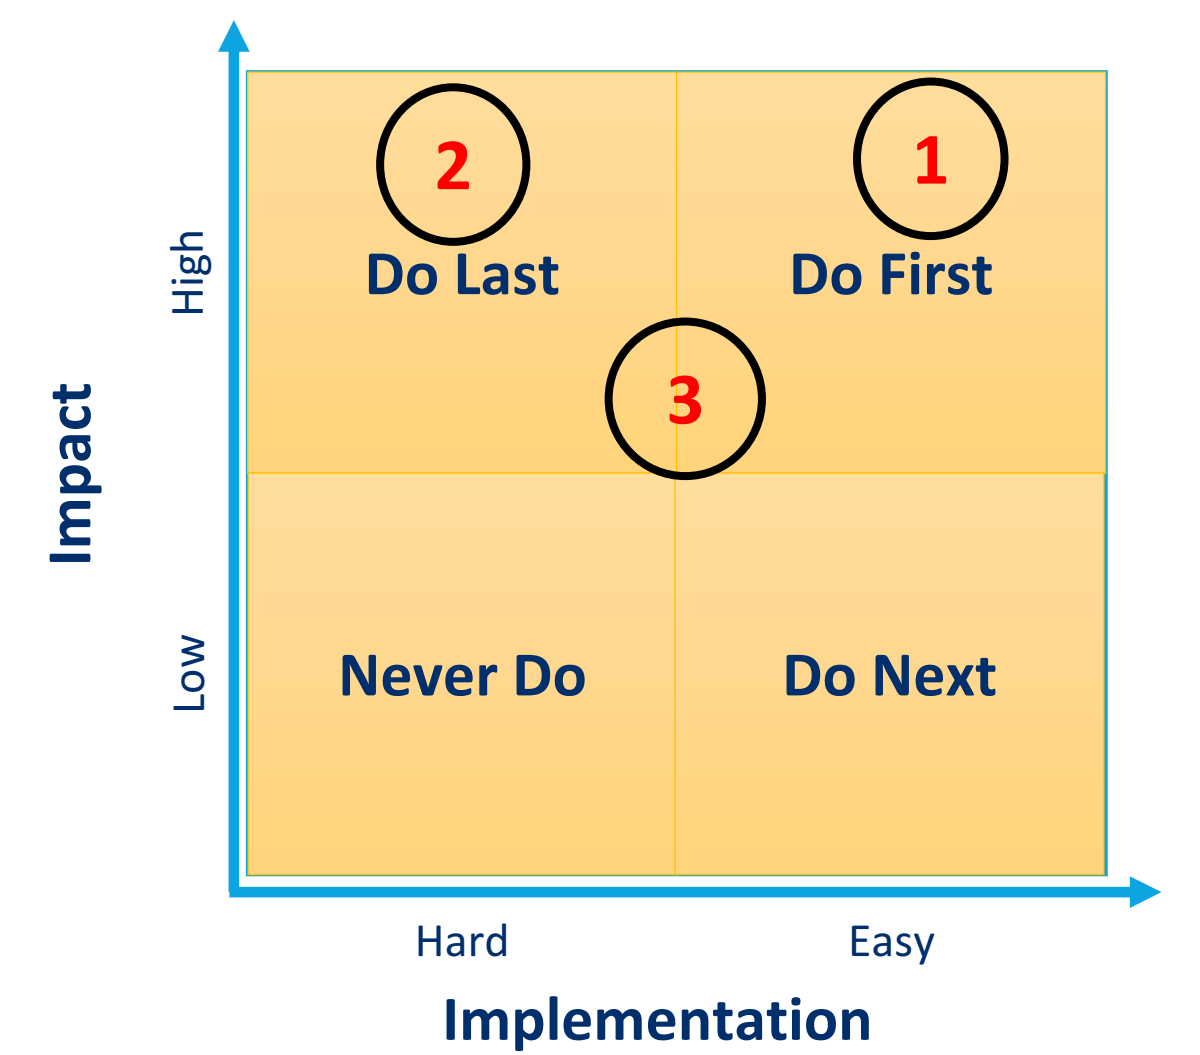 2
1
Do Last
Do First
3
High
Impact
Low
Never Do
Do Next
Hard
Easy
Implementation